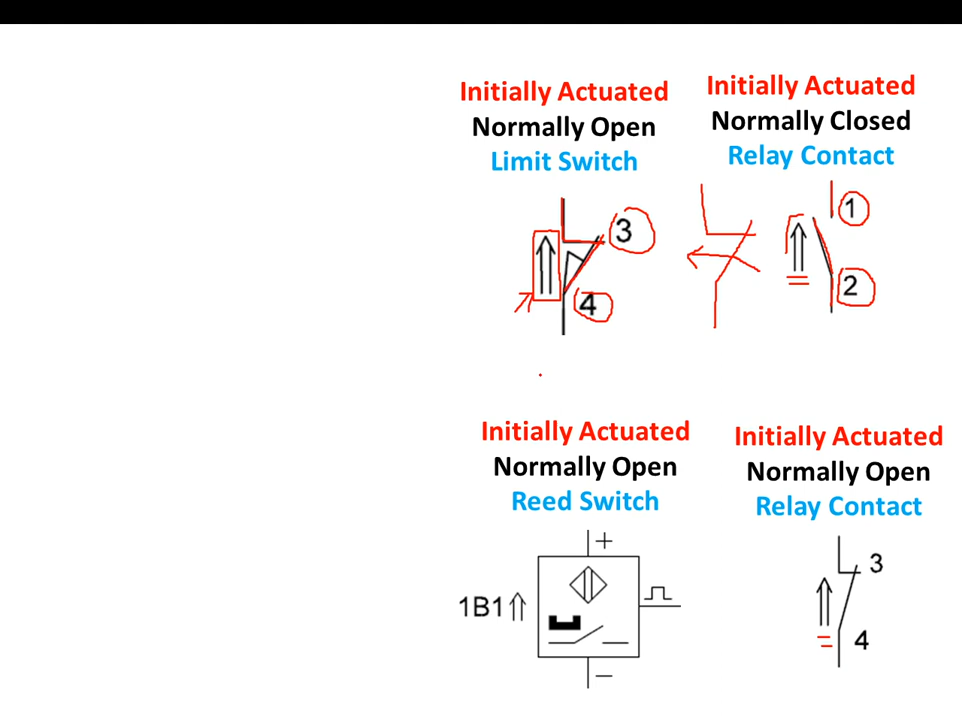 Initially Actuated
Normally Open
Limit Switch
3
4
Initially Actuated
Normally Closed
Relay Contact
1
2
Initially Actuated
Normally Open
Reed Switch
+
1B1
−
Initially Actuated
Normally Open
Relay Contact
3
4